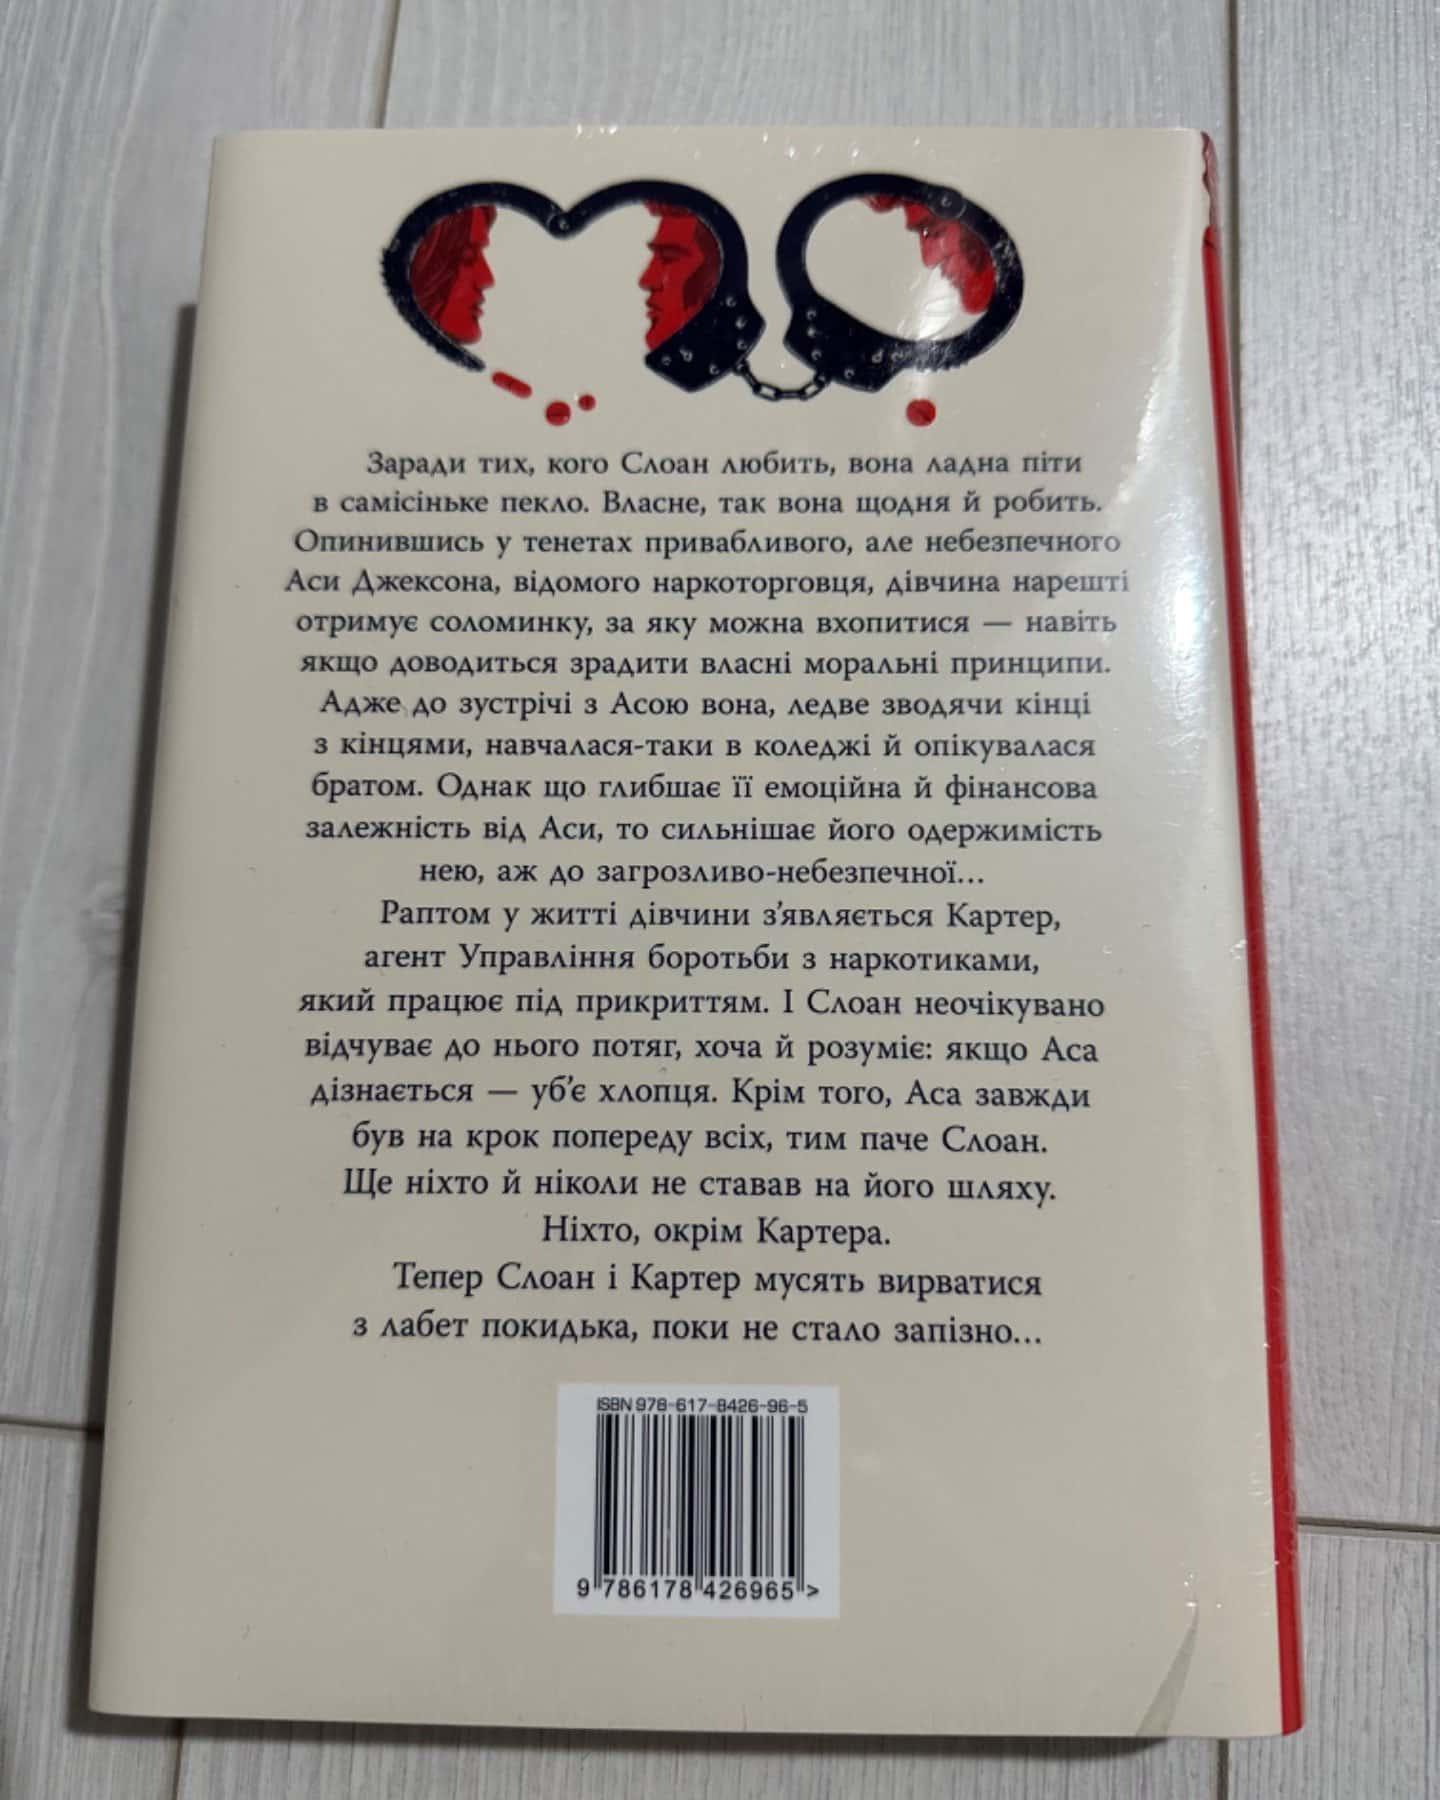 Заради тих, кого Слоан любить, вона ладна піти
в самісіньке пекло. Власне, так вона щодня й робить.
Опинившись у тенетах привабливого, але небезпечного
Аси Джексона, відомого наркоторговця, дівчина нарешті
отримує соломинку, за яку можна вхопитися — навіть
якщо доводиться зрадити власні моральні принципи.
Адже до зустрічі з Асою вона, ледве зводячи кінці
з кінцями, навчалася-таки в коледжі й опікувалася
братом. Однак що глибшає її емоційна й фінансова
залежність від Аси, то сильнішає його одержимість
нею, аж до загрозливо-небезпечної...
Раптом у житті дівчини з’являється Картер,
агент Управління боротьби з наркотиками,
який працює під прикриттям. І Слоан неочікувано
відчуває до нього потяг, хоча й розуміє: якщо Аса
дізнається — уб’є хлопця. Крім того, Аса завжди
був на крок попереду всіх, тим паче Слоан.
Ще ніхто й ніколи не ставав на його шляху.
Ніхто, окрім Картера.
Тепер Слоан і Картер мусять вирватися
з лабет покидька, поки не стало запізно...
ISBN 978-617-8426-96-5
9 786178 426965 >